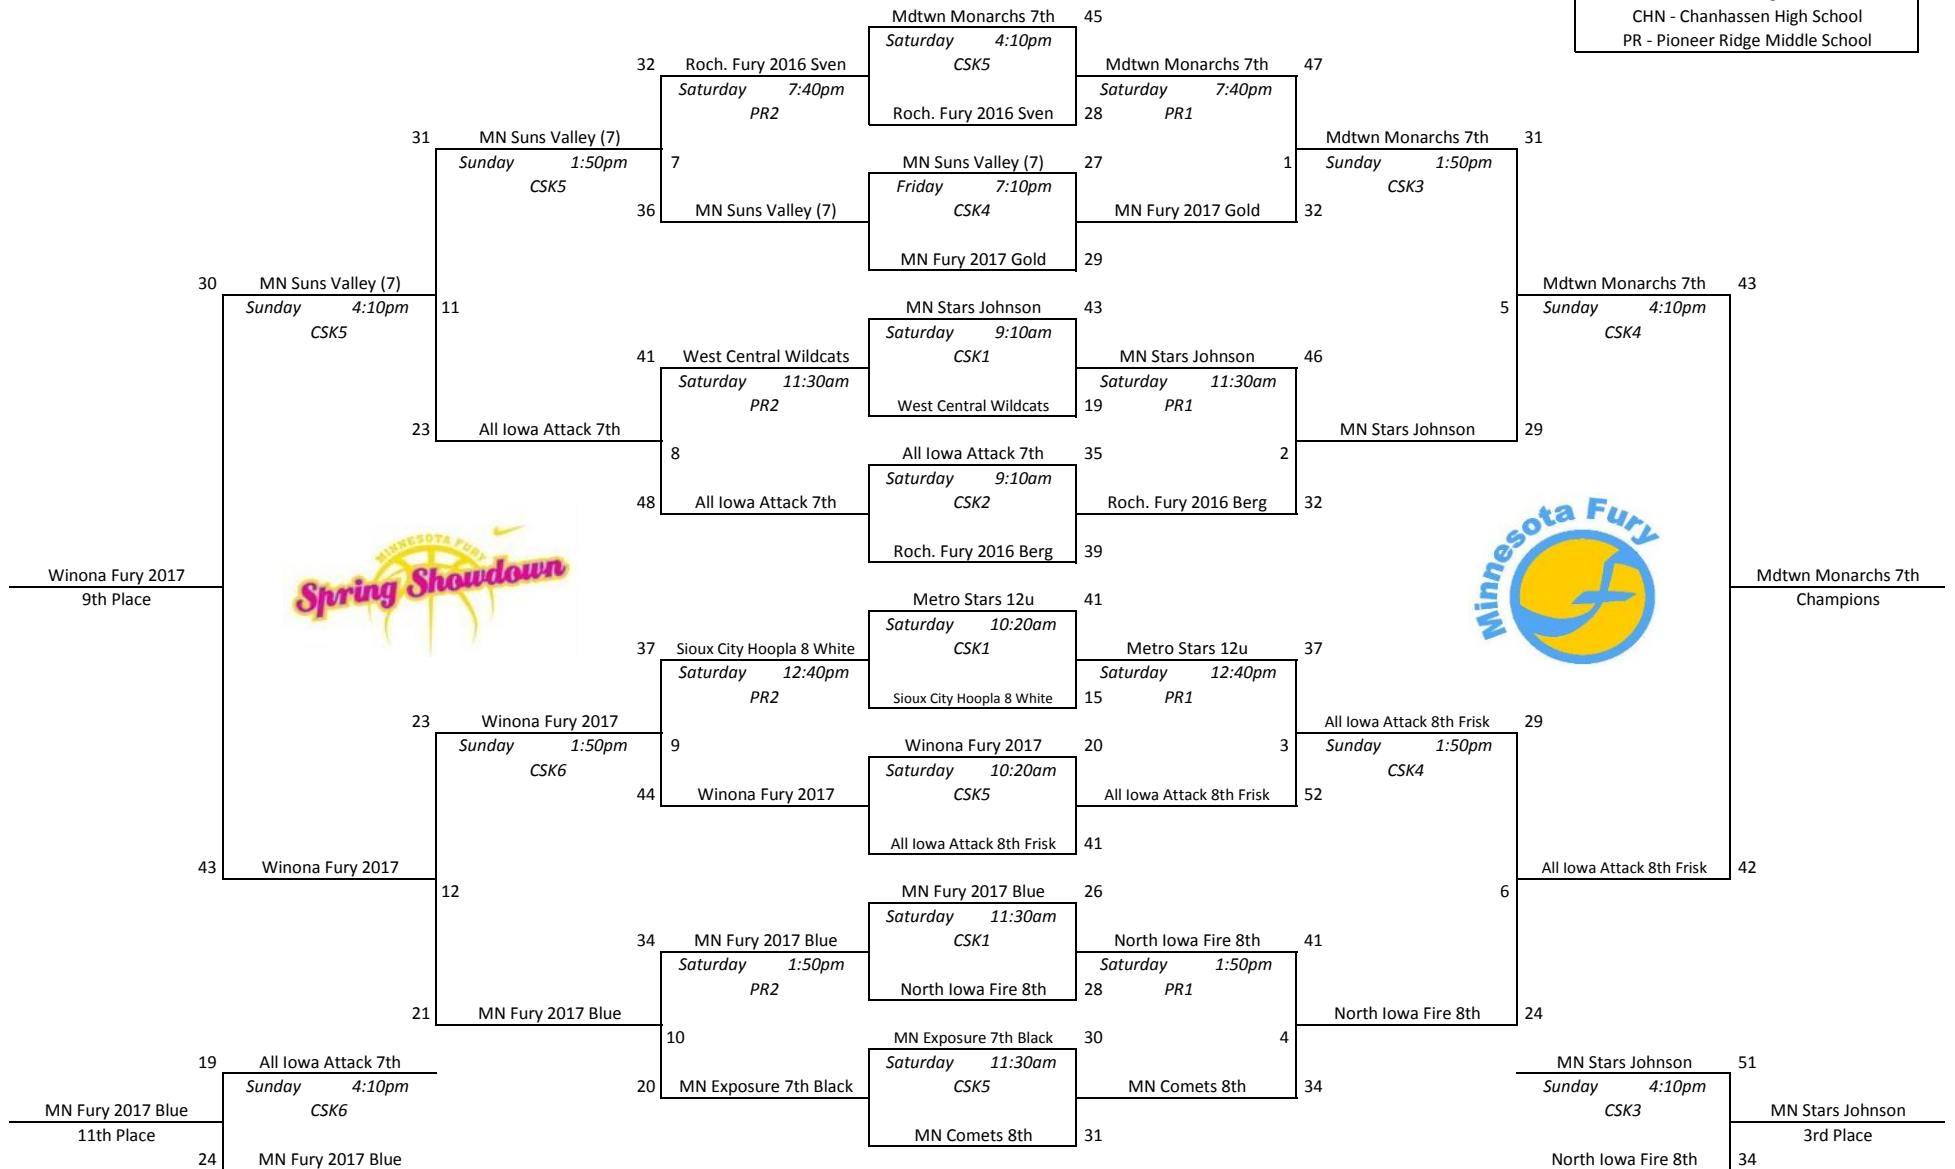 Mdtwn Monarchs 7th 45
CHN - Chanhassen High School
Saturday 4:10pm
PR - Pioneer Ridge Middle School
32 Roch. Fury 2016 Sven CSK5 Mdtwn Monarchs 7th 47
Saturday 7:40pm Saturday 7:40pm
PR2 Roch. Fury 2016 Sven 28 PR1
31 MN Suns Valley (7) Mdtwn Monarchs 7th 31
Sunday 1:50pm 7 MN Suns Valley (7) 27 1 Sunday 1:50pm
CSK5 Friday 7:10pm CSK3
36 MN Suns Valley (7) CSK4 MN Fury 2017 Gold 32
MN Fury 2017 Gold 29
30 MN Suns Valley (7) Mdtwn Monarchs 7th 43
Sunday 4:10pm 11 MN Stars Johnson 43 5 Sunday 4:10pm
CSK5 Saturday 9:10am CSK4
41 West Central Wildcats CSK1 MN Stars Johnson 46
Saturday 11:30am Saturday 11:30am
PR2 West Central Wildcats 19 PR1
23 All Iowa Attack 7th MN Stars Johnson 29
8 All Iowa Attack 7th 35 2
Saturday 9:10am
48 All Iowa Attack 7th CSK2 Roch. Fury 2016 Berg 32
Minnesota Fury
MINNESOTA FURY
Spring Showdown
Roch. Fury 2016 Berg 39
Winona Fury 2017 Mdtwn Monarchs 7th
9th Place Metro Stars 12u 41 Champions
Saturday 10:20am
37 Sioux City Hoopla 8 White CSK1 Metro Stars 12u 37
Saturday 12:40pm Saturday 12:40pm
PR2 Sioux City Hoopla 8 White 15 PR1
23 Winona Fury 2017 All Iowa Attack 8th Frisk 29
Sunday 1:50pm 9 Winona Fury 2017 20 3 Sunday 1:50pm
CSK6 Saturday 10:20am CSK4
44 Winona Fury 2017 CSK5 All Iowa Attack 8th Frisk 52
All Iowa Attack 8th Frisk 41
43 Winona Fury 2017 All Iowa Attack 8th Frisk 42
12 MN Fury 2017 Blue 26 6
Saturday 11:30am
34 MN Fury 2017 Blue CSK1 North Iowa Fire 8th 41
Saturday 1:50pm Saturday 1:50pm
PR2 North Iowa Fire 8th 28 PR1
21 MN Fury 2017 Blue North Iowa Fire 8th 24
10 MN Exposure 7th Black 30 4
19 All Iowa Attack 7th Saturday 11:30am MN Stars Johnson 51
Sunday 4:10pm 20 MN Exposure 7th Black CSK5 MN Comets 8th 34 Sunday 4:10pm
MN Fury 2017 Blue CSK6 CSK3 MN Stars Johnson
11th Place MN Comets 8th 31 3rd Place
24 MN Fury 2017 Blue North Iowa Fire 8th 34